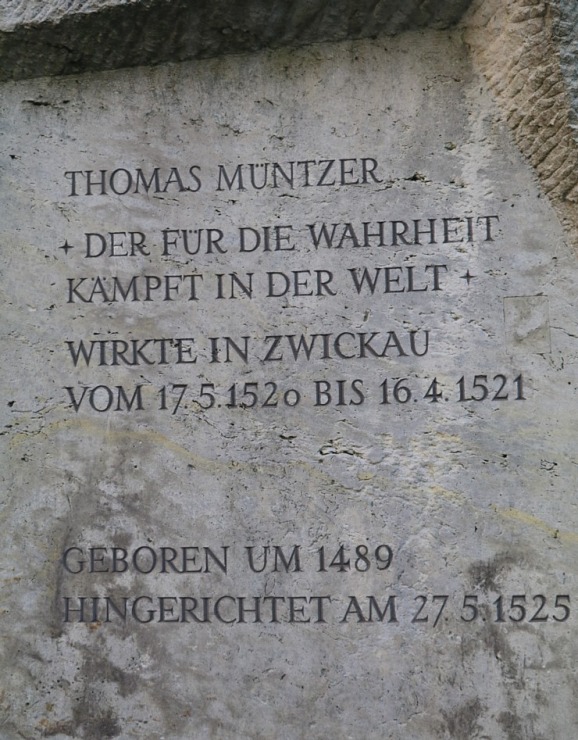 THOMAS MÜNTZER
+ DER FÜR DIE WAHRHEIT
KÄMPFT IN DER WELT +
WIRKTE IN ZWICKAU
VOM 17.5.1520 BIS 16.4.1521
GEBOREN UM 1489
HINGERICHTET AM 27.5.1525